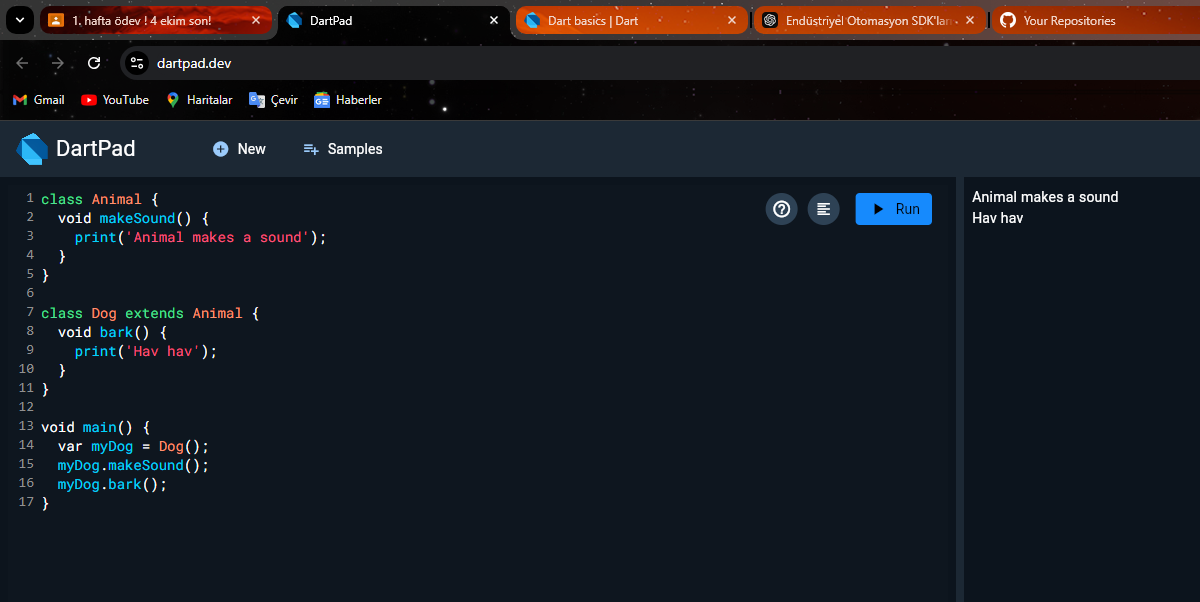 1. hafta ödev ! 4 ekim son!
DartPad
Dart basics | Dart
Endüstriyel Otomasyon SDK'ları
Your Repositories
dartpad.dev
Gmail
YouTube
Haritalar
Çevir
Haberler
DartPad
New
Samples
1 class Animal {
2 void makeSound() {
3 print('Animal makes a sound');
4 }
5 }
6
7 class Dog extends Animal {
8 void bark() {
9 print('Hav hav');
10 }
11 }
12
13 void main() {
14 var myDog = Dog();
15 myDog.makeSound();
16 myDog.bark();
17 }
Run
Animal makes a sound
Hav hav